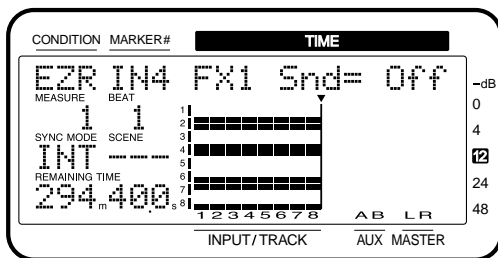 CONDITION MARKER# TIME
EZR IN4 FX1 Snd= Off
MEASURE BEAT
1 1
SYNC MODE SCENE
INT ---
REMAINING TIME
294m40.0s
1
2
3
4
5
6
7
8
1 2 3 4 5 6 7 8 A B L R
INPUT/TRACK AUX MASTER
-dB
0
4
12
24
48